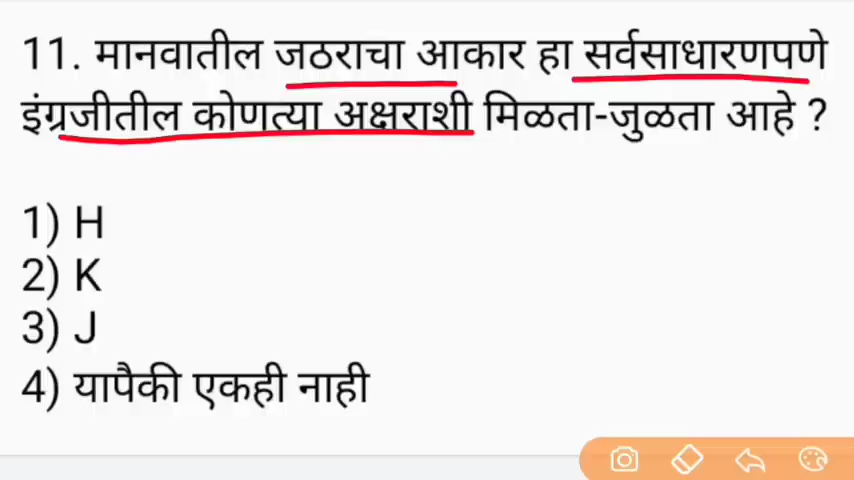 11. मानवातील जठराचा आकार हा सर्वसाधारणपणे
इंग्रजीतील कोणत्या अक्षराशी मिळता-जुळता आहे ?
1) H
2) K
3) J
4) यापैकी एकही नाही